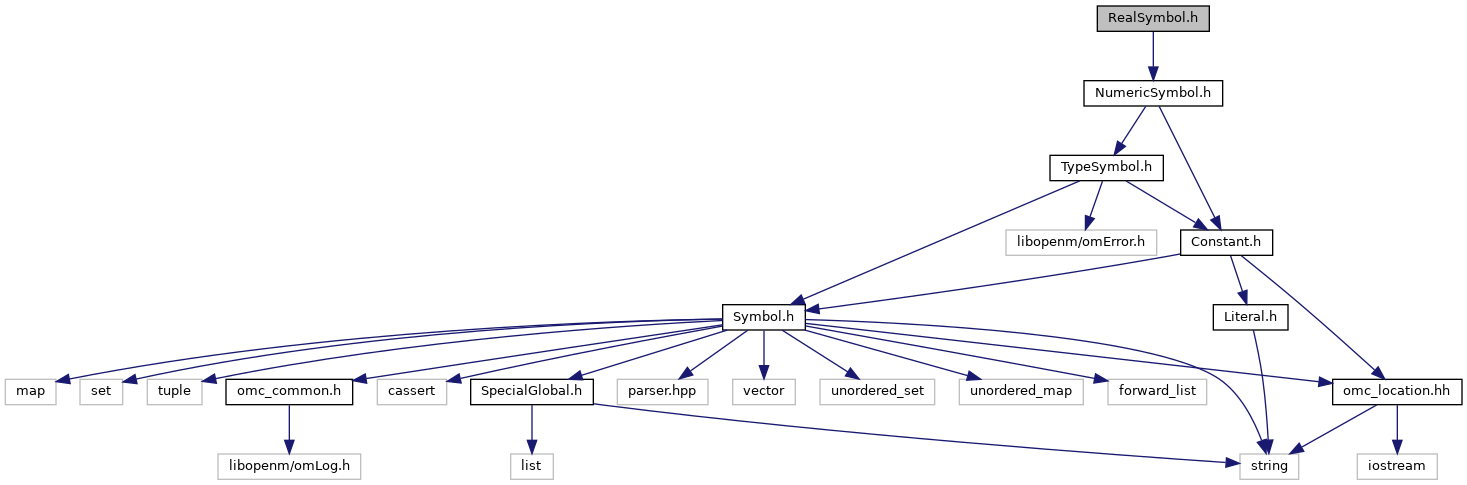 RealSymbol.h
NumericSymbol.h
TypeSymbol.h
libopenm/omError.h
Constant.h
Symbol.h
Literal.h
map
set
tuple
omc_common.h
cassert
SpecialGlobal.h
parser.hpp
vector
unordered_set
unordered_map
forward_list
omc_location.hh
libopenm/omLog.h
list
string
iostream